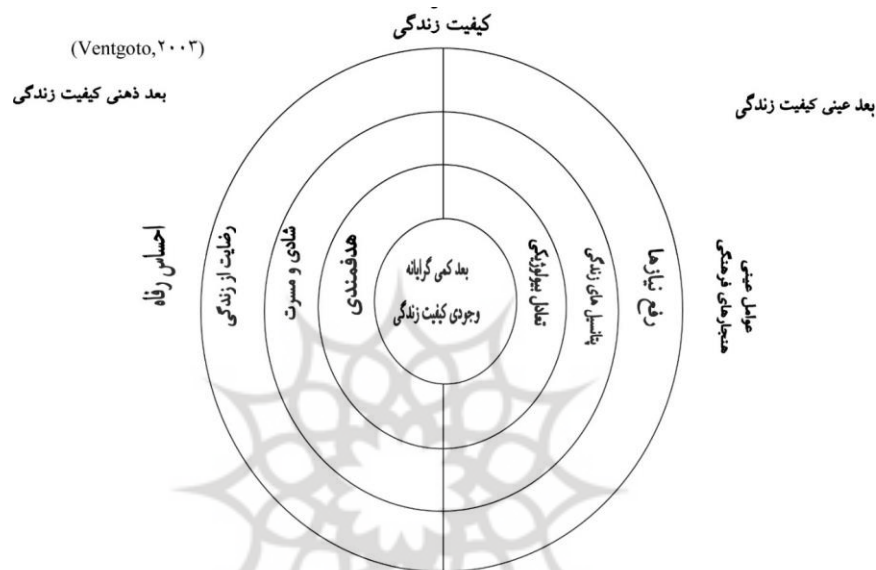 کیفیت زندگی
(Ventgoto,۲۰۰۳)
بعد ذهنی کیفیت زندگی
بعد عینی کیفیت زندگی
احساس رفاه
رضایت از زندگی
شادی و مسرت
هدفمندی
بعد کمی گرایانه
وجودی کیفیت زندگی
تعادل بیولوژیکی
پتانسیل های زندگی
رفع نیازها
عوامل عینی
هنجارهای فرهنگی